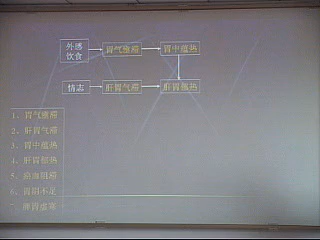 外感
饮食
胃气壅滞
胃中蕴热
情志
肝胃气滞
肝胃郁热
1、胃气壅滞
2、肝胃气滞
3、胃中蕴热
4、肝胃郁热
5、瘀血阻滞
6、胃阴不足
7、脾胃虚寒